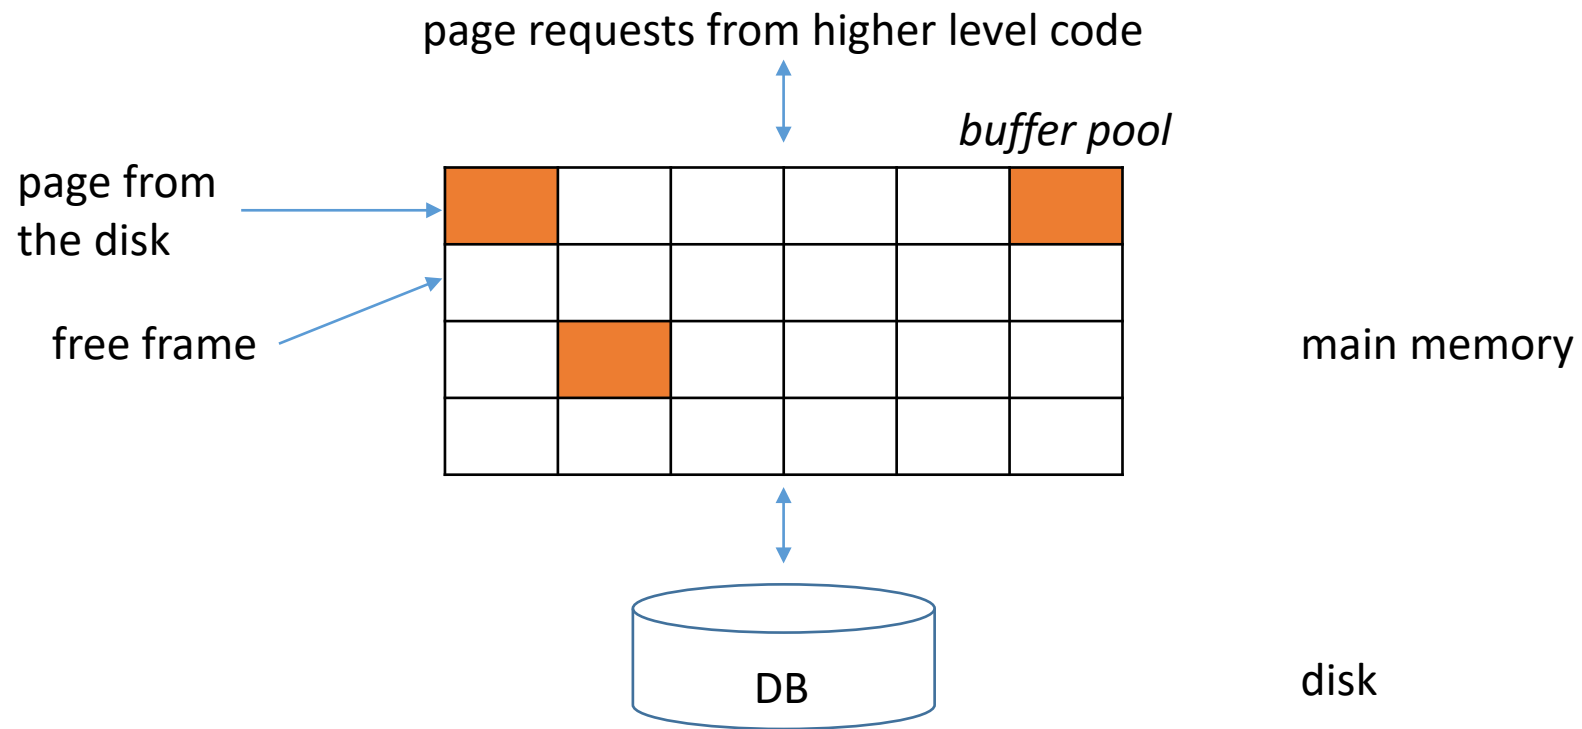 page requests from higher level code
buffer pool
page from
the disk
free frame
main memory
DB
disk